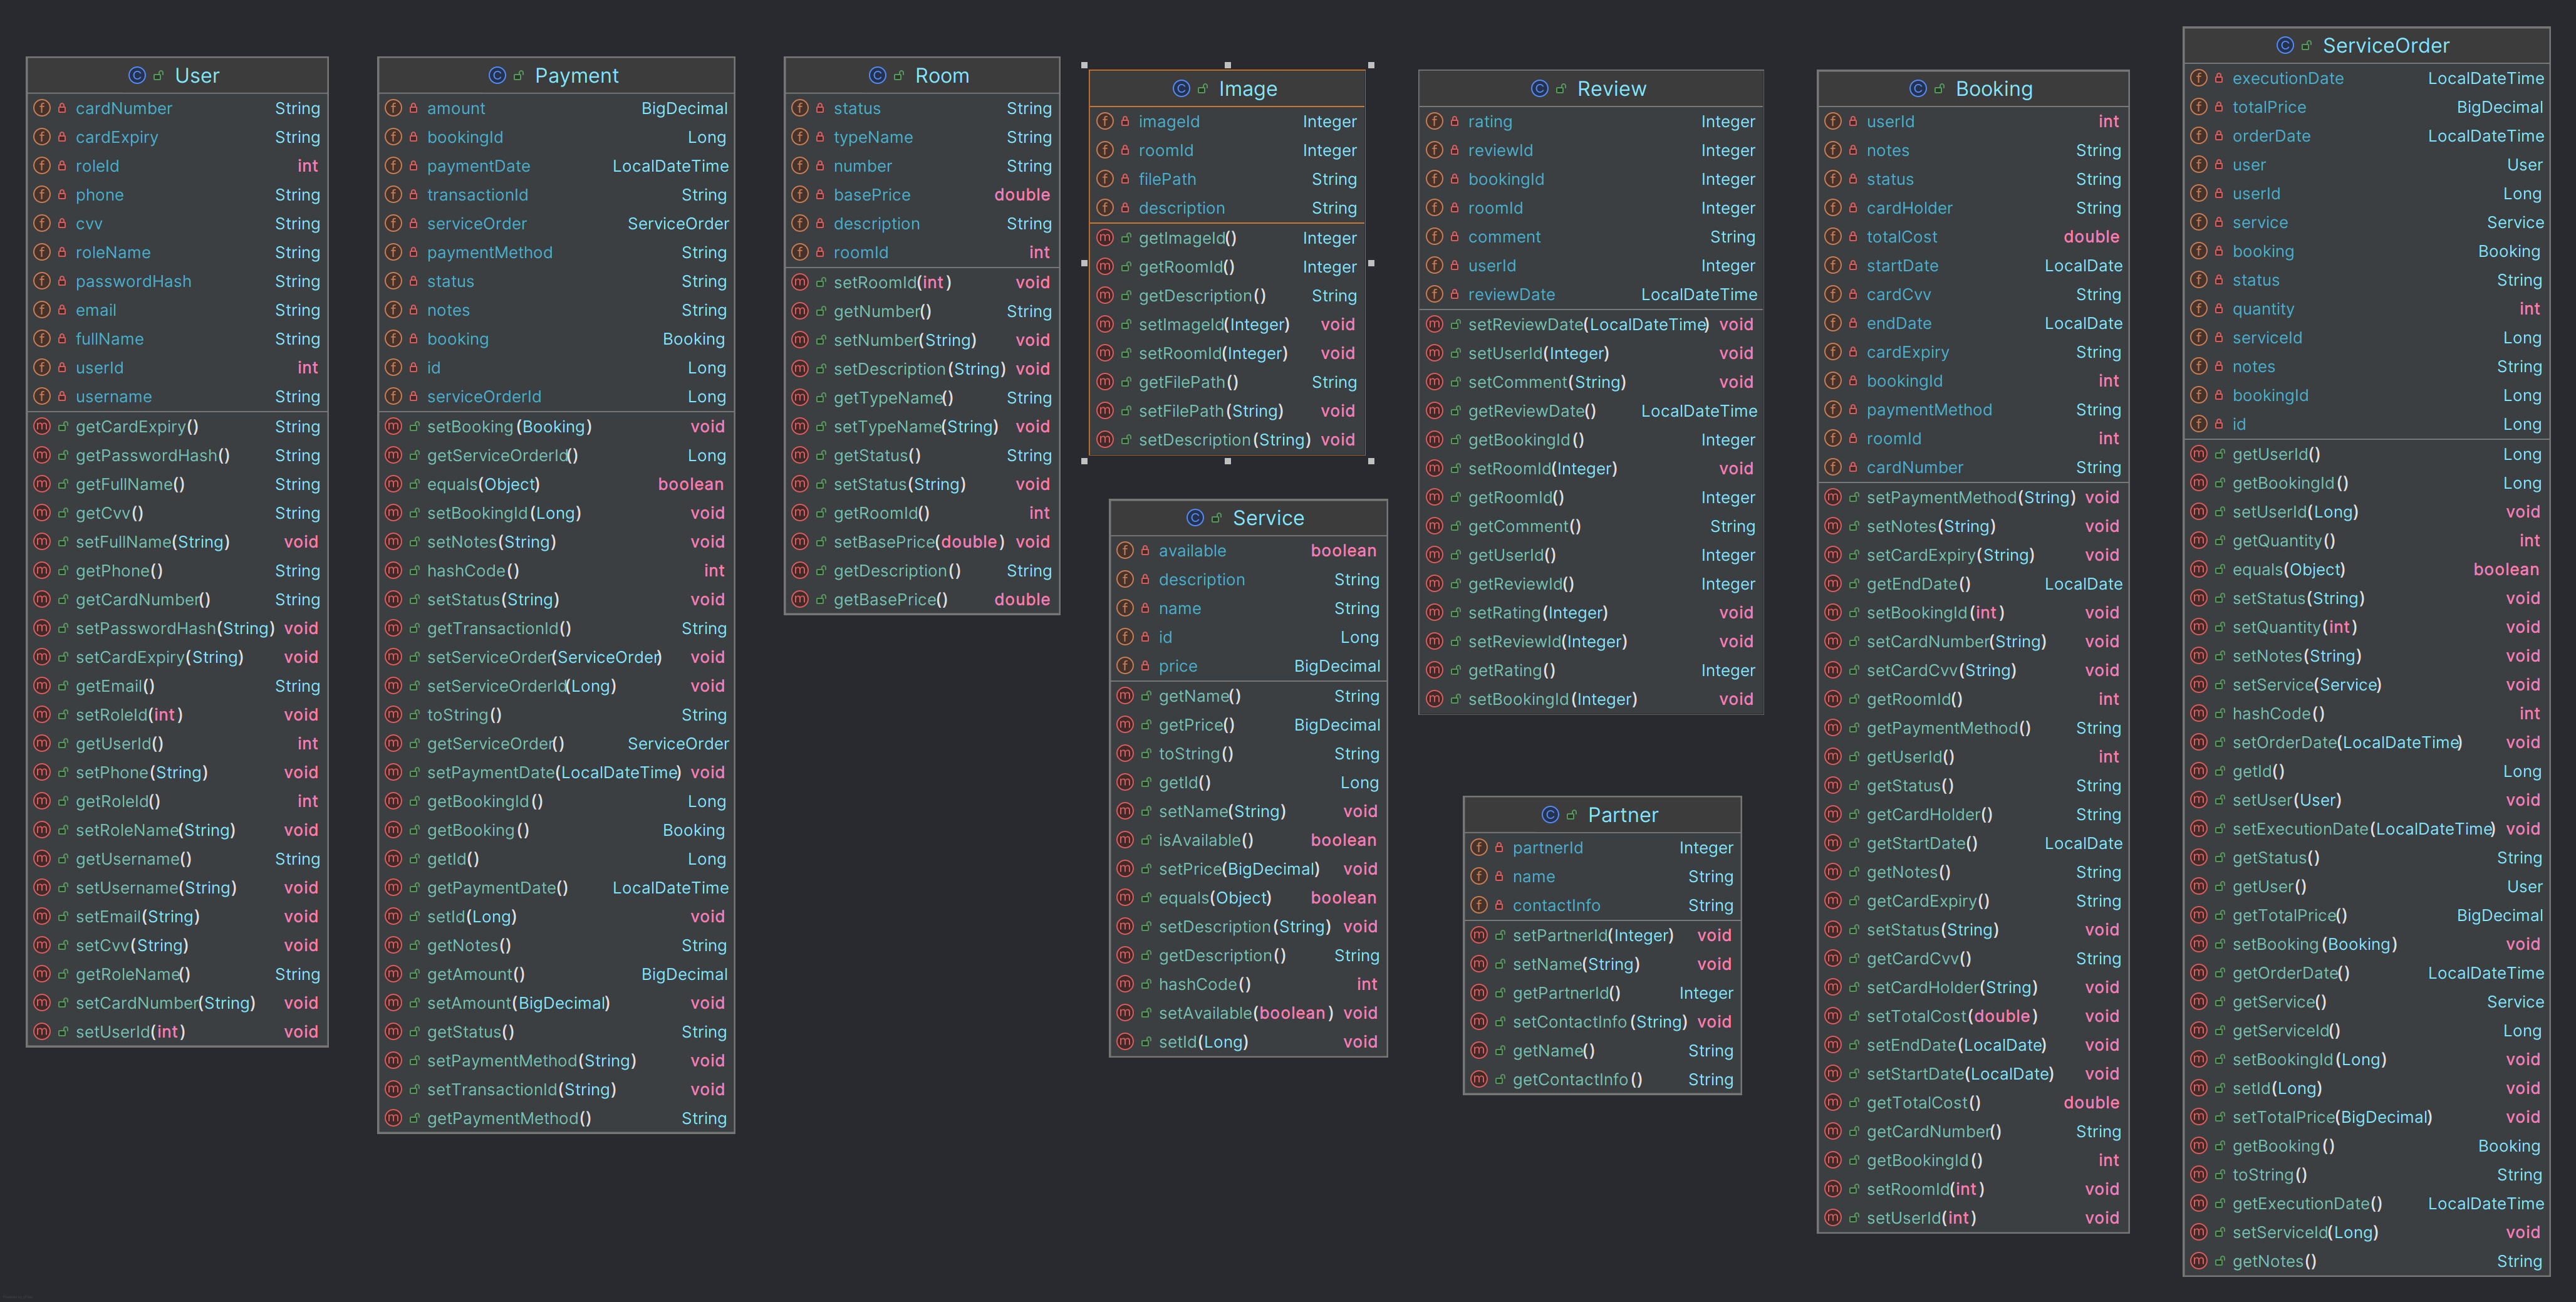 User
cardNumber String
cardExpiry String
roleId int
phone String
cvv String
roleName String
passwordHash String
email String
fullName String
userId int
username String
getCardExpiry() String
getPasswordHash() String
getFullName() String
getCvv() String
setFullName(String) void
getPhone() String
getCardNumber() String
setPasswordHash(String) void
setCardExpiry(String) void
getEmail() String
setRoleId(int) void
getUserId() int
setPhone(String) void
getRoleId() int
setRoleName(String) void
getUsername() String
setUsername(String) void
setEmail(String) void
setCvv(String) void
getRoleName() String
setCardNumber(String) void
setUserId(int) void
Payment
amount BigDecimal
bookingId Long
paymentDate LocalDateTime
transactionId String
serviceOrder ServiceOrder
paymentMethod String
status String
notes String
booking Booking
id Long
serviceOrderId Long
setBooking(Booking) void
getServiceOrderId() Long
equals(Object) boolean
setBookingId(Long) void
setNotes(String) void
hashCode() int
setStatus(String) void
getTransactionId() String
setServiceOrder(ServiceOrder) void
setServiceOrderId(Long) void
toString() String
getServiceOrder() ServiceOrder
setPaymentDate(LocalDateTime) void
getBookingId() Long
getBooking() Booking
getId() Long
getPaymentDate() LocalDateTime
setId(Long) void
getNotes() String
getAmount() BigDecimal
setAmount(BigDecimal) void
getStatus() String
setPaymentMethod(String) void
setTransactionId(String) void
getPaymentMethod() String
Room
status String
typeName String
number String
basePrice double
description String
roomId int
setRoomId(int) void
getNumber() String
setNumber(String) void
setDescription(String) void
getTypeName() String
setTypeName(String) void
getStatus() String
setStatus(String) void
getRoomId() int
setBasePrice(double) void
getDescription() String
getBasePrice() double
Image
imageId Integer
roomId Integer
filePath String
description String
getImageId() Integer
getRoomId() Integer
getDescription() String
setImageId(Integer) void
setRoomId(Integer) void
getFilePath() String
setFilePath(String) void
setDescription(String) void
Service
available boolean
description String
name String
id Long
price BigDecimal
getName() String
getPrice() BigDecimal
toString() String
getId() Long
setName(String) void
isAvailable() boolean
setPrice(BigDecimal) void
equals(Object) boolean
setDescription(String) void
getDescription() String
hashCode() int
setAvailable(boolean) void
setId(Long) void
Review
rating Integer
reviewId Integer
bookingId Integer
roomId Integer
comment String
userId Integer
reviewDate LocalDateTime
setReviewDate(LocalDateTime) void
setUserId(Integer) void
setComment(String) void
getReviewDate() LocalDateTime
getBookingId() Integer
setRoomId(Integer) void
getRoomId() Integer
getComment() String
getUserId() Integer
getReviewId() Integer
setRating(Integer) void
setReviewId(Integer) void
getRating() Integer
setBookingId(Integer) void
Partner
partnerId Integer
name String
contactInfo String
setPartnerId(Integer) void
setName(String) void
getPartnerId() Integer
setContactInfo(String) void
getName() String
getContactInfo() String
Booking
userId int
notes String
status String
cardHolder String
totalCost double
startDate LocalDate
cardCvv String
endDate LocalDate
cardExpiry String
bookingId int
paymentMethod String
roomId int
cardNumber String
setPaymentMethod(String) void
setNotes(String) void
setCardExpiry(String) void
getEndDate() LocalDate
setBookingId(int) void
setCardNumber(String) void
setCardCvv(String) void
getRoomId() int
getPaymentMethod() String
getUserId() int
getStatus() String
getCardHolder() String
getStartDate() LocalDate
getNotes() String
getCardExpiry() String
setStatus(String) void
getCardCvv() String
setCardHolder(String) void
setTotalCost(double) void
setEndDate(LocalDate) void
setStartDate(LocalDate) void
getTotalCost() double
getCardNumber() String
getBookingId() int
setRoomId(int) void
setUserId(int) void
ServiceOrder
executionDate LocalDateTime
totalPrice BigDecimal
orderDate LocalDateTime
user User
userId Long
service Service
booking Booking
status String
quantity int
serviceId Long
notes String
bookingId Long
id Long
getUserId() Long
getBookingId() Long
setUserId(Long) void
getQuantity() int
equals(Object) boolean
setStatus(String) void
setQuantity(int) void
setNotes(String) void
setService(Service) void
hashCode() int
setOrderDate(LocalDateTime) void
getId() Long
setUser(User) void
setExecutionDate(LocalDateTime) void
getStatus() String
getUser() User
getTotalPrice() BigDecimal
setBooking(Booking) void
getOrderDate() LocalDateTime
getService() Service
getServiceId() Long
setBookingId(Long) void
setId(Long) void
setTotalPrice(BigDecimal) void
getBooking() Booking
toString() String
getExecutionDate() LocalDateTime
setServiceId(Long) void
getNotes() String